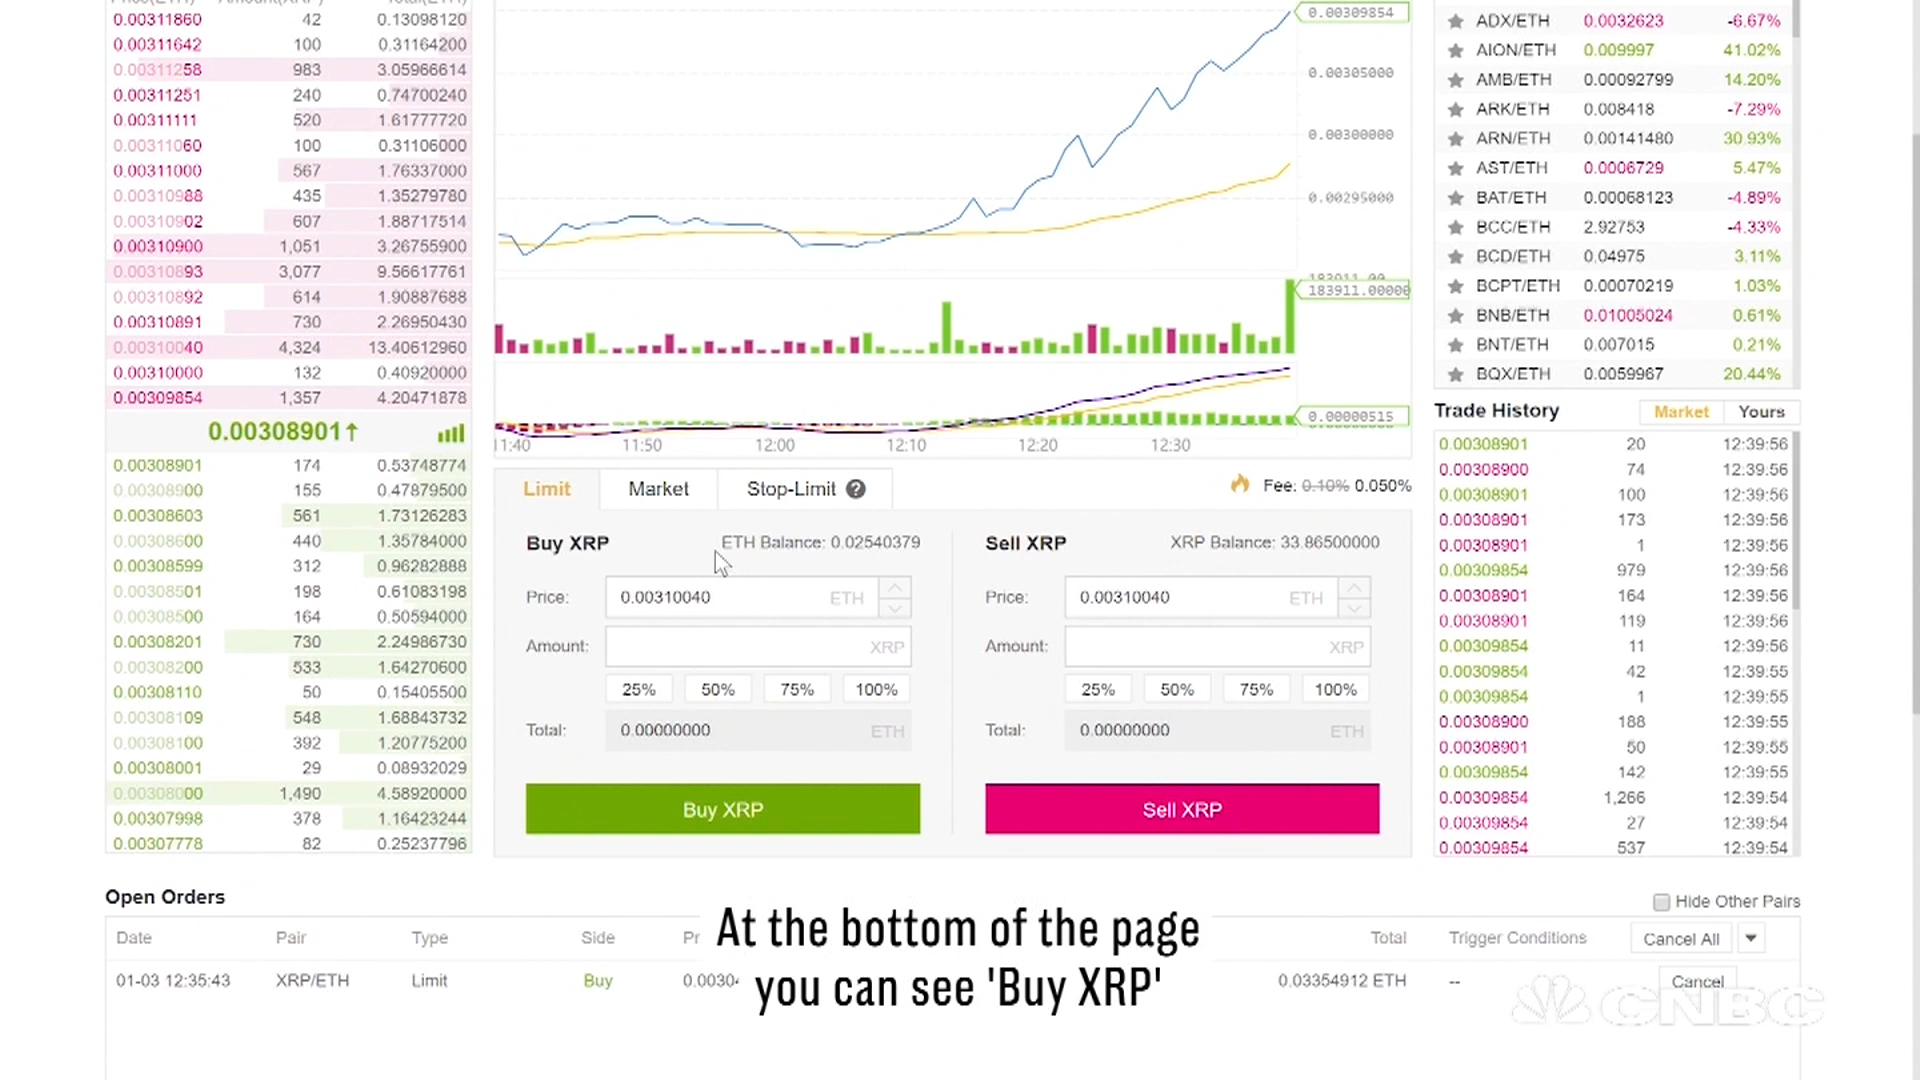 Price(ETH) Amount(XRP) Total(ETH)
0.00311860 42 0.13098120
0.00311642 100 0.31164200
0.00311258 983 3.05966614
0.00311251 240 0.74700240
0.00311111 520 1.61777720
0.00311060 100 0.31106000
0.00311000 567 1.76337000
0.00310988 435 1.35279780
0.00310902 607 1.88717514
0.00310900 1,051 3.26755900
0.00310893 3,077 9.56617761
0.00310892 614 1.90887688
0.00310891 730 2.26950430
0.00310040 4,324 13.40612960
0.00310000 132 0.40920000
0.00309854 1,357 4.20471878
0.00308901↑
0.00308901 174 0.53748774
0.00308900 155 0.47879500
0.00308603 561 1.73126283
0.00308600 440 1.35784000
0.00308599 312 0.96282888
0.00308501 198 0.61083198
0.00308500 164 0.50594000
0.00308201 730 2.24986730
0.00308200 533 1.64270600
0.00308110 50 0.15405500
0.00308109 548 1.68843732
0.00308100 392 1.20775200
0.00308001 29 0.08932029
0.00308000 1,490 4.58920000
0.00307998 378 1.16423244
0.00307778 82 0.25237796
0.00309854
0.00305000
0.00300000
0.00295000
183911.00
183911.00000
0.00000515
11:40 11:50 12:00 12:10 12:20 12:30
Limit Market Stop-Limit ? Fee: 0.10% 0.050%
Buy XRP ETH Balance: 0.02540379
Price: 0.00310040 ETH
Amount: XRP
25% 50% 75% 100%
Total: 0.00000000 ETH
Buy XRP
Sell XRP XRP Balance: 33.86500000
Price: 0.00310040 ETH
Amount: XRP
25% 50% 75% 100%
Total: 0.00000000 ETH
Sell XRP
ADX/ETH 0.0032623 -6.67%
AION/ETH 0.009997 41.02%
AMB/ETH 0.00092799 14.20%
ARK/ETH 0.008418 -7.29%
ARN/ETH 0.00141480 30.93%
AST/ETH 0.0006729 5.47%
BAT/ETH 0.00068123 -4.89%
BCC/ETH 2.92753 -4.33%
BCD/ETH 0.04975 3.11%
BCPT/ETH 0.00070219 1.03%
BNB/ETH 0.01005024 0.61%
BNT/ETH 0.007015 0.21%
BQX/ETH 0.0059967 20.44%
Trade History Market Yours
0.00308901 20 12:39:56
0.00308900 74 12:39:56
0.00308901 100 12:39:56
0.00308901 173 12:39:56
0.00308901 1 12:39:56
0.00309854 979 12:39:56
0.00308901 164 12:39:56
0.00308901 119 12:39:56
0.00309854 11 12:39:56
0.00309854 42 12:39:55
0.00309854 1 12:39:55
0.00308900 188 12:39:55
0.00308901 50 12:39:55
0.00309854 142 12:39:55
0.00309854 1,266 12:39:54
0.00309854 27 12:39:54
0.00309854 537 12:39:54
Open Orders Hide Other Pairs
Date Pair Type Side Pr Total Trigger Conditions Cancel All
01-03 12:35:43 XRP/ETH Limit Buy 0.0030 0.03354912 ETH -- Cancel
At the bottom of the page
you can see 'Buy XRP'
CNBC